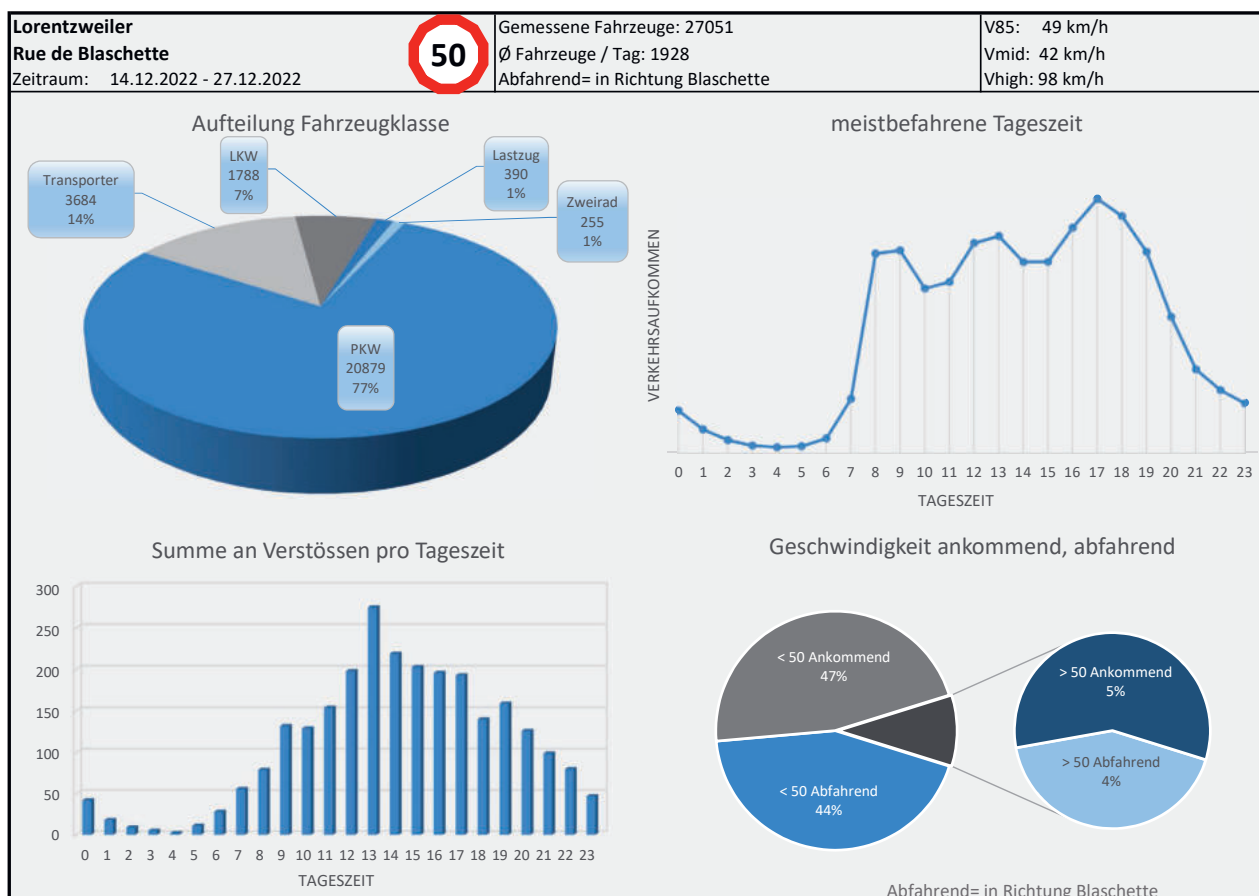 Lorentzweiler
Rue de Blaschette
Zeitraum: 14.12.2022 - 27.12.2022
50
Gemessene Fahrzeuge: 27051
Ø Fahrzeuge / Tag: 1928
Abfahrend= in Richtung Blaschette
V85: 49 km/h
Vmid: 42 km/h
Vhigh: 98 km/h
Aufteilung Fahrzeugklasse
LKW
1788
7%
Lastzug
390
1%
Transporter
3684
14%
Zweirad
255
1%
PKW
20879
77%
meistbefahrene Tageszeit
VERKEHRSAUFKOMMEN
0 1 2 3 4 5 6 7 8 9 10 11 12 13 14 15 16 17 18 19 20 21 22 23
TAGESZEIT
Summe an Verstössen pro Tageszeit
300
250
200
150
100
50
0
0 1 2 3 4 5 6 7 8 9 10 11 12 13 14 15 16 17 18 19 20 21 22 23
TAGESZEIT
Geschwindigkeit ankommend, abfahrend
< 50 Ankommend
47%
< 50 Abfahrend
44%
> 50 Ankommend
5%
> 50 Abfahrend
4%
Abfahrend= in Richtung Blaschette